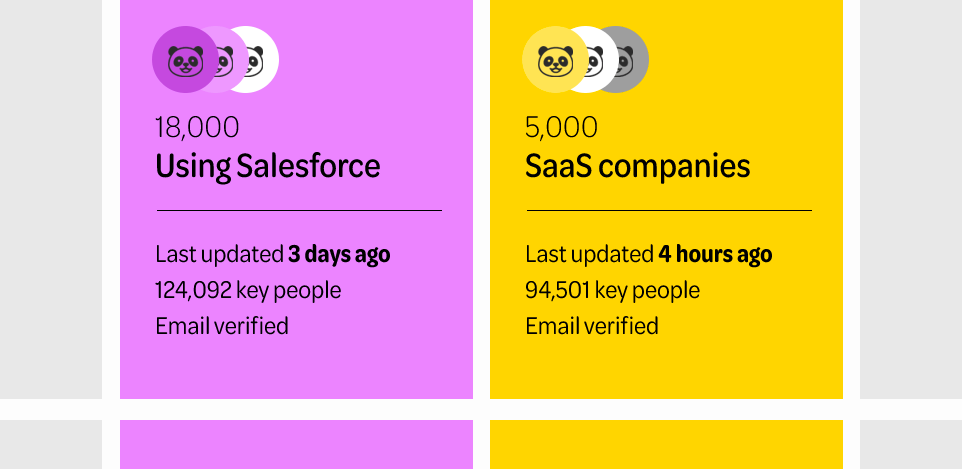 18,000
Using Salesforce
Last updated 3 days ago
124,092 key people
Email verified
5,000
SaaS companies
Last updated 4 hours ago
94,501 key people
Email verified